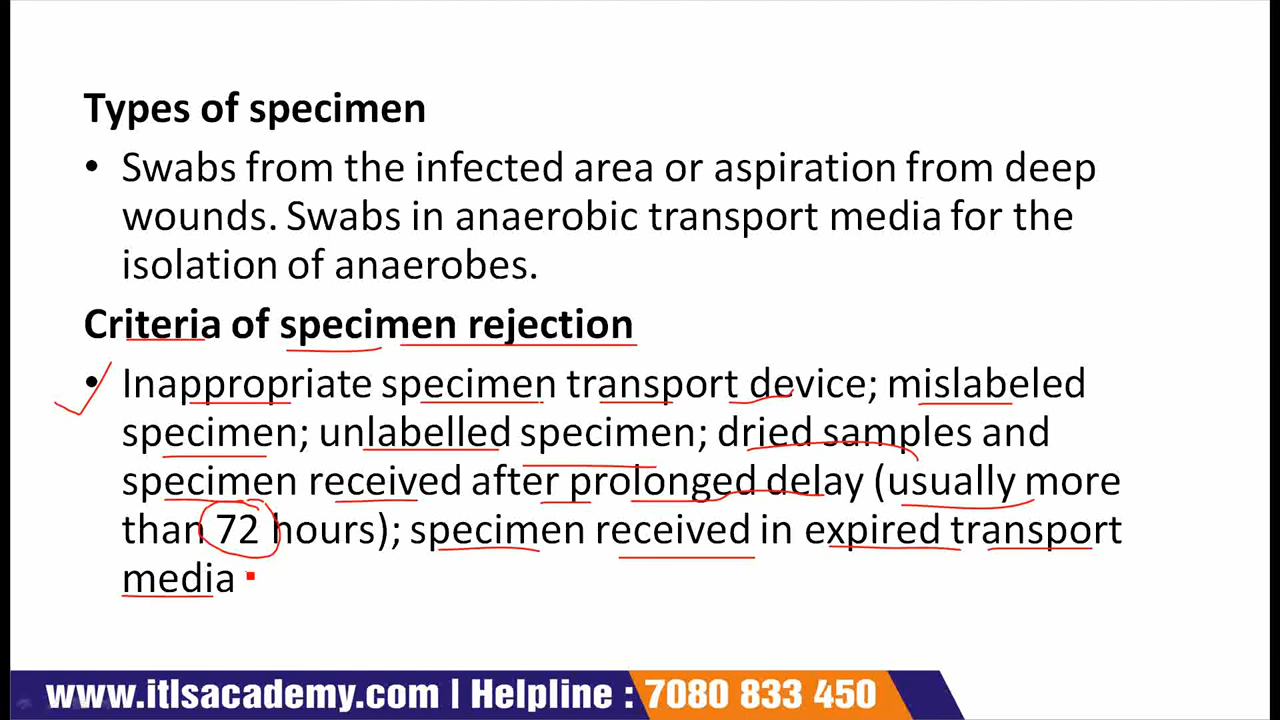 Types of specimen
• Swabs from the infected area or aspiration from deep
wounds. Swabs in anaerobic transport media for the
isolation of anaerobes.
Criteria of specimen rejection
• Inappropriate specimen transport device; mislabeled
specimen; unlabelled specimen; dried samples and
specimen received after prolonged delay (usually more
than 72 hours); specimen received in expired transport
media
www.itlsacademy.com | Helpline : 7080 833 450